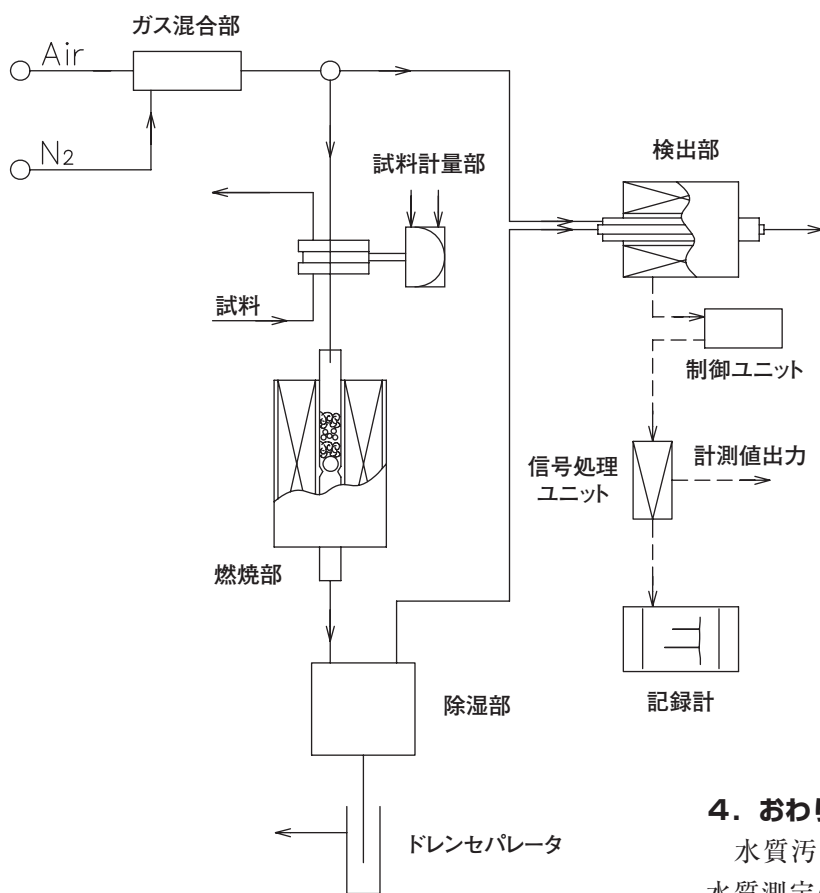 ガス混合部
Air
N2
試料計量部
検出部
試料
制御ユニット
信号処理
ユニット
計測値出力
燃焼部
除湿部
記録計
ドレンセパレータ
4. おわ
水質汚
水質測定